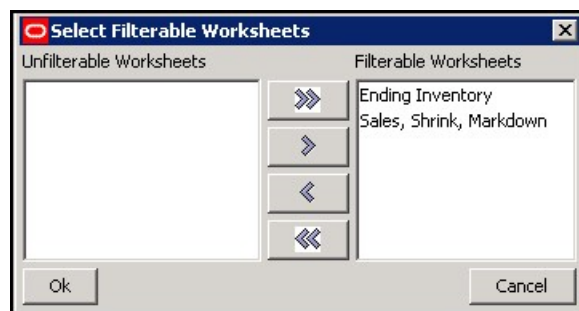 Select Filterable Worksheets
Unfilterable Worksheets
Filterable Worksheets
Ending Inventory
Sales, Shrink, Markdown
Ok
Cancel